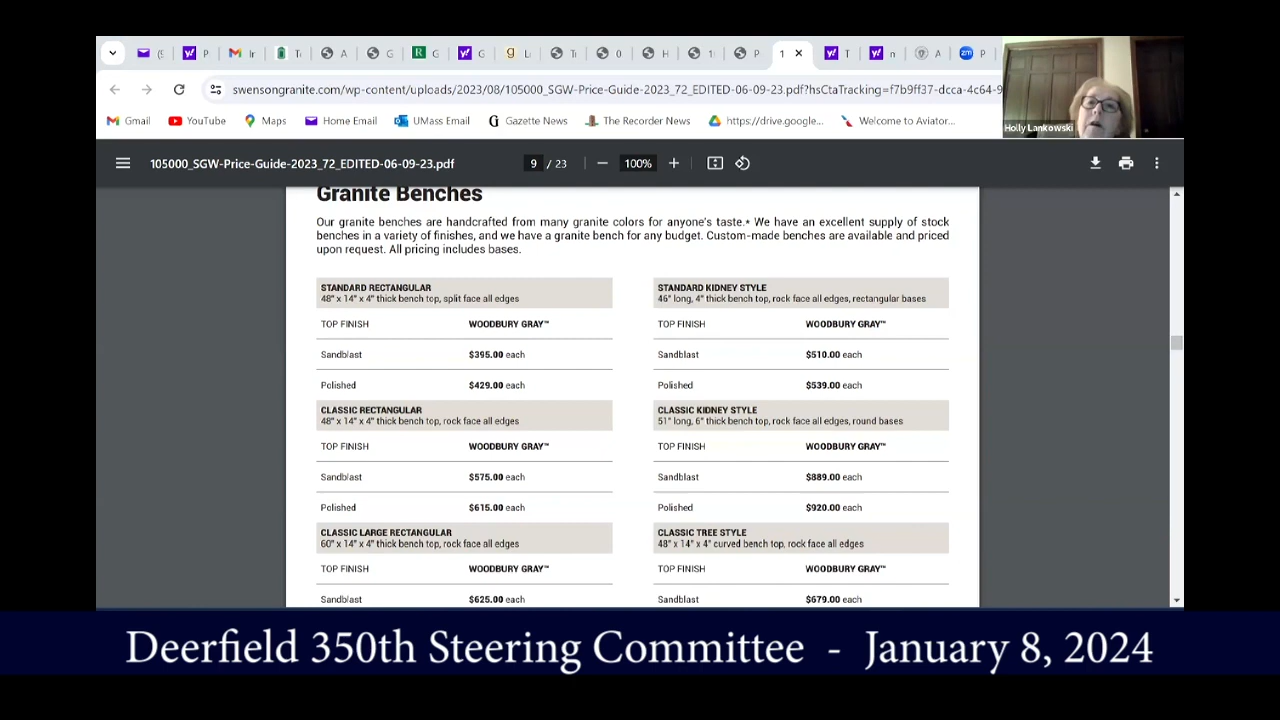 (5
P
Ir
T
A
G
G
G
L
T
0
H
1
P
1
T
n
A
zm
P
swensongranite.com/wp-content/uploads/2023/08/105000_SGW-Price-Guide-2023_72_EDITED-06-09-23.pdf?hsCtaTracking=f7b9ff37-dcca-4c64-9
Gmail
YouTube
Maps
Home Email
UMass Email
Gazette News
The Recorder News
https://drive.google...
Welcome to Aviator...
Holly Lankowski
105000_SGW-Price-Guide-2023_72_EDITED-06-09-23.pdf
9 / 23
100%
Granite Benches
Our granite benches are handcrafted from many granite colors for anyone's taste.* We have an excellent supply of stock
benches in a variety of finishes, and we have a granite bench for any budget. Custom-made benches are available and priced
upon request. All pricing includes bases.
STANDARD RECTANGULAR
48" x 14" x 4" thick bench top, split face all edges
TOP FINISH WOODBURY GRAY™
Sandblast $395.00 each
Polished $429.00 each
CLASSIC RECTANGULAR
48" x 14" x 4" thick bench top, rock face all edges
TOP FINISH WOODBURY GRAY™
Sandblast $575.00 each
Polished $615.00 each
CLASSIC LARGE RECTANGULAR
60" x 14" x 4" thick bench top, rock face all edges
TOP FINISH WOODBURY GRAY™
Sandblast $625.00 each
STANDARD KIDNEY STYLE
46" long, 4" thick bench top, rock face all edges, rectangular bases
TOP FINISH WOODBURY GRAY™
Sandblast $510.00 each
Polished $539.00 each
CLASSIC KIDNEY STYLE
51" long, 6" thick bench top, rock face all edges, round bases
TOP FINISH WOODBURY GRAY™
Sandblast $889.00 each
Polished $920.00 each
CLASSIC TREE STYLE
48" x 14" x 4" curved bench top, rock face all edges
TOP FINISH WOODBURY GRAY™
Sandblast $679.00 each
Deerfield 350th Steering Committee - January 8, 2024